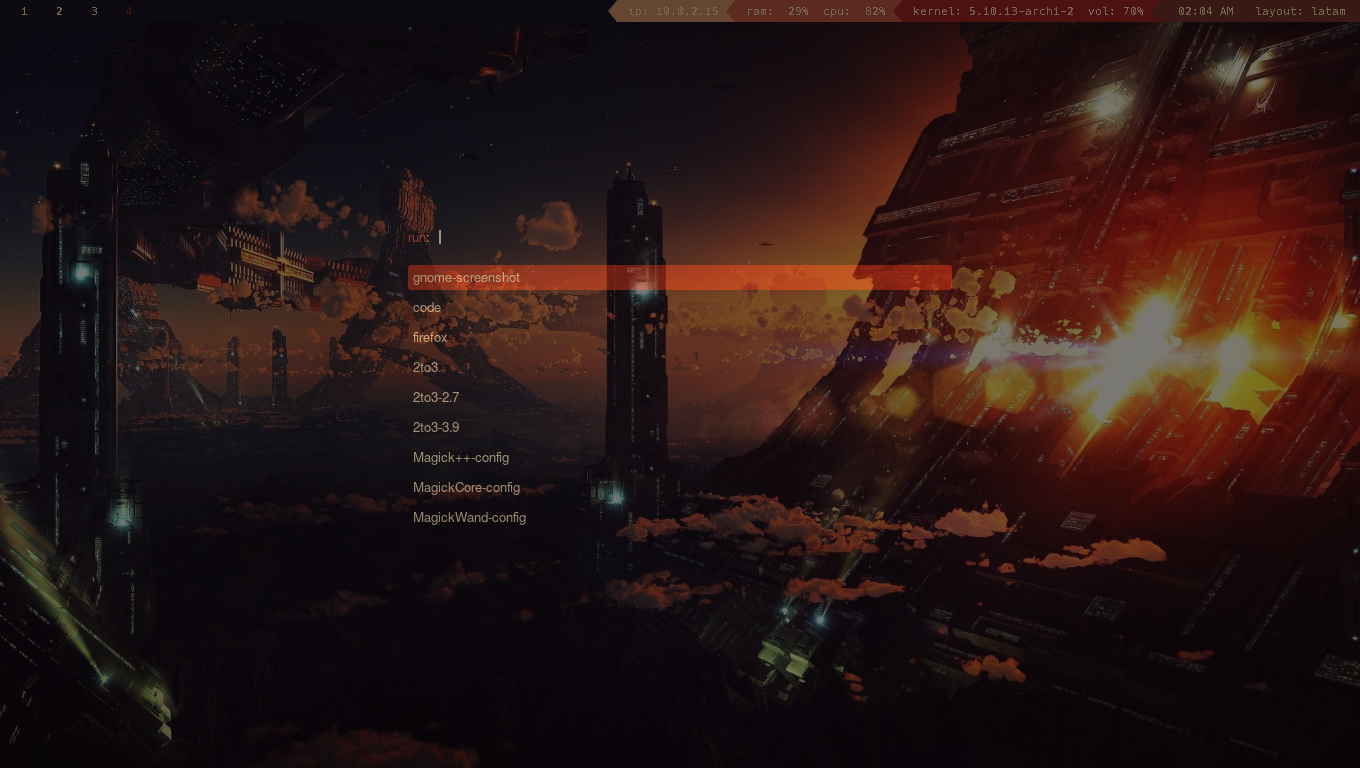 1 2 3 4 ip: 10.0.2.15 ram: 29% cpu: 82% kernel: 5.10.13-arch1-2 vol: 70% 02:04 AM layout: latam
run:
gnome-screenshot
code
firefox
2to3
2to3-2.7
2to3-3.9
Magick++-config
MagickCore-config
MagickWand-config